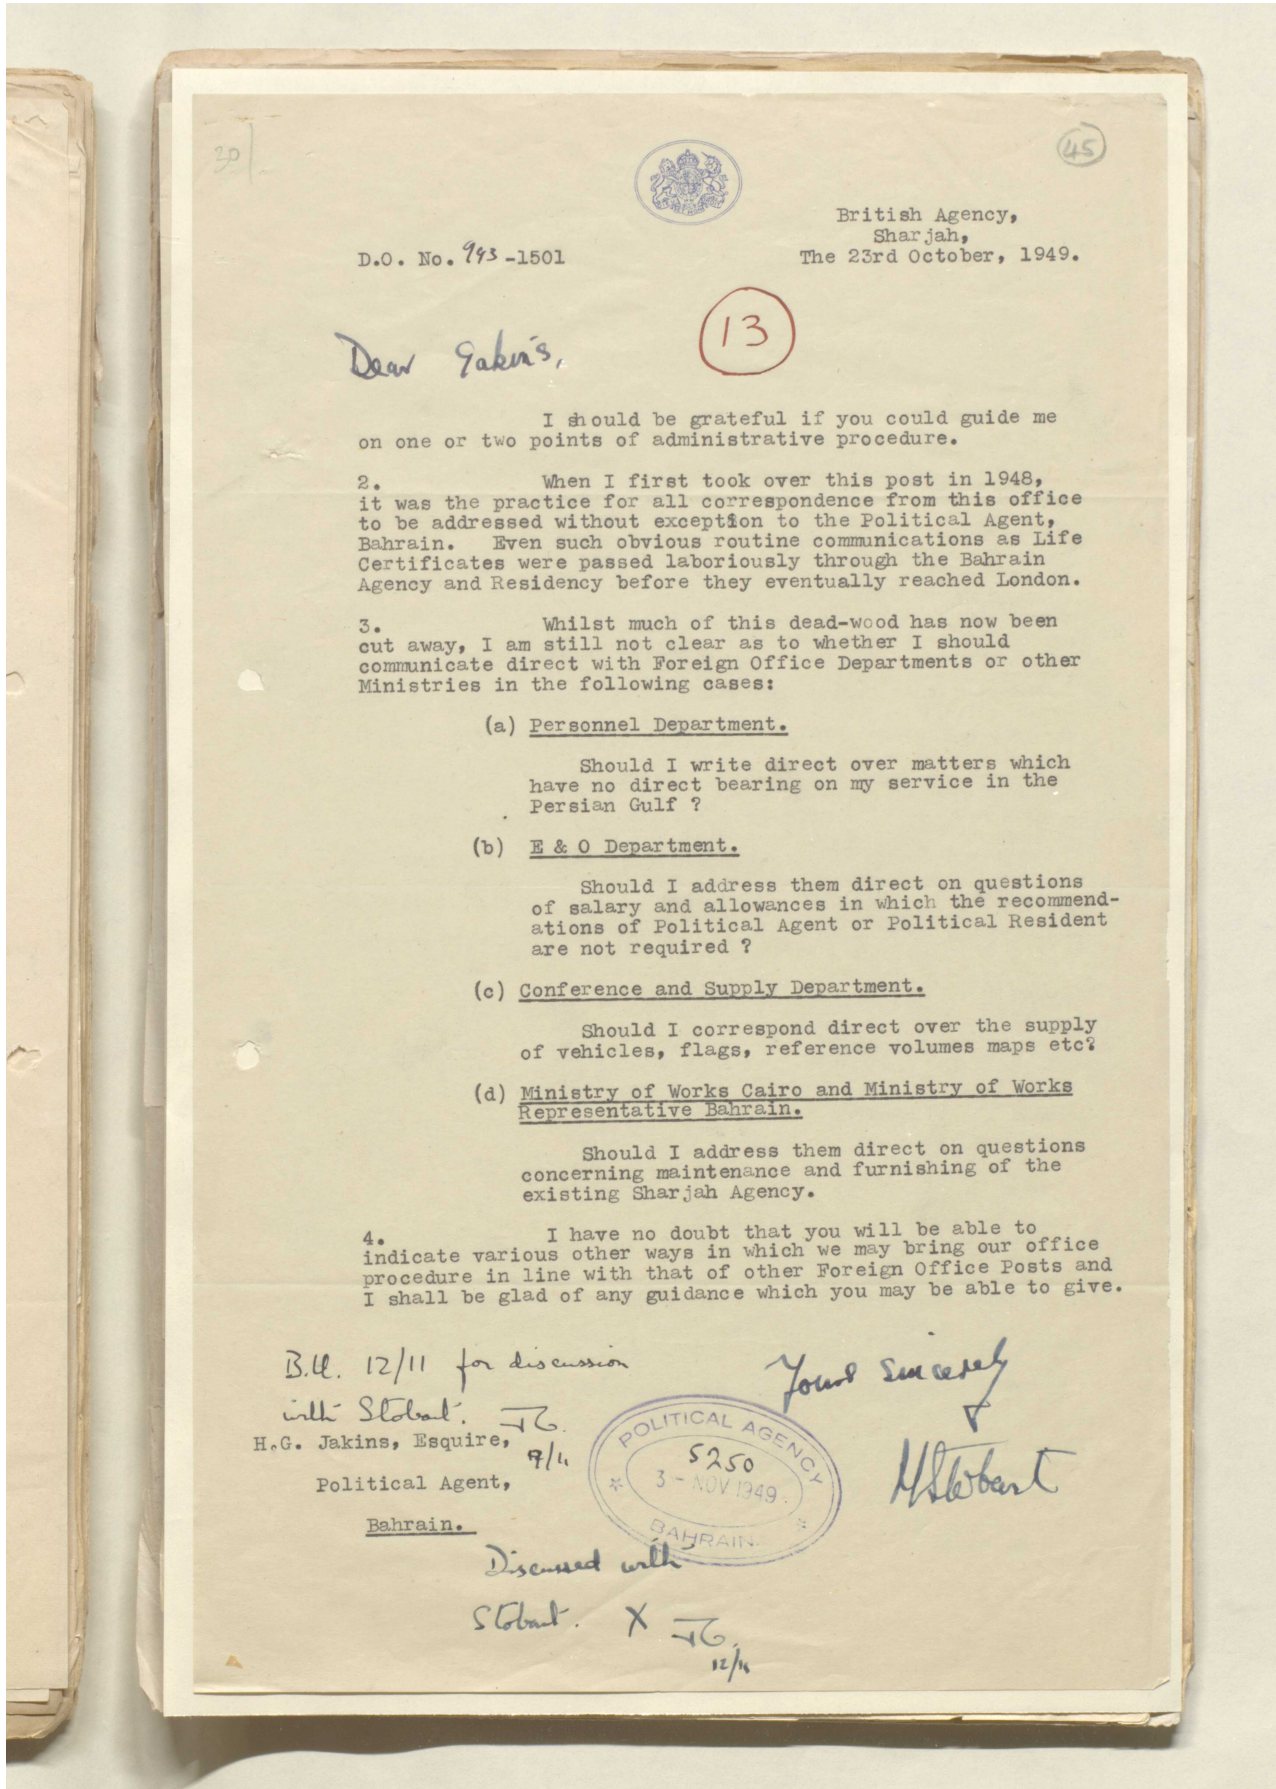 30
45
British Agency,
Sharjah,
D.O. No. 993-1501
The 23rd October, 1949.
13
Dear Jakins,
I should be grateful if you could guide me
on one or two points of administrative procedure.
2. When I first took over this post in 1948,
it was the practice for all correspondence from this office
to be addressed without exception to the Political Agent,
Bahrain. Even such obvious routine communications as Life
Certificates were passed laboriously through the Bahrain
Agency and Residency before they eventually reached London.
3. Whilst much of this dead-wood has now been
cut away, I am still not clear as to whether I should
communicate direct with Foreign Office Departments or other
Ministries in the following cases:
(a) Personnel Department.
Should I write direct over matters which
have no direct bearing on my service in the
Persian Gulf ?
(b) E & O Department.
Should I address them direct on questions
of salary and allowances in which the recommend-
ations of Political Agent or Political Resident
are not required ?
(c) Conference and Supply Department.
Should I correspond direct over the supply
of vehicles, flags, reference volumes maps etc?
(d) Ministry of Works Cairo and Ministry of Works
Representative Bahrain.
Should I address them direct on questions
concerning maintenance and furnishing of the
existing Sharjah Agency.
4. I have no doubt that you will be able to
indicate various other ways in which we may bring our office
procedure in line with that of other Foreign Office Posts and
I shall be glad of any guidance which you may be able to give.
B.U. 12/11 for discussion
with Stobart.
9/11
Yours sincerely
PStobart
H.G. Jakins, Esquire,
Political Agent,
Bahrain.
POLITICAL AGENCY
5250
3 - NOV 1949.
BAHRAIN.
Discussed with
Stobart. X
12/11